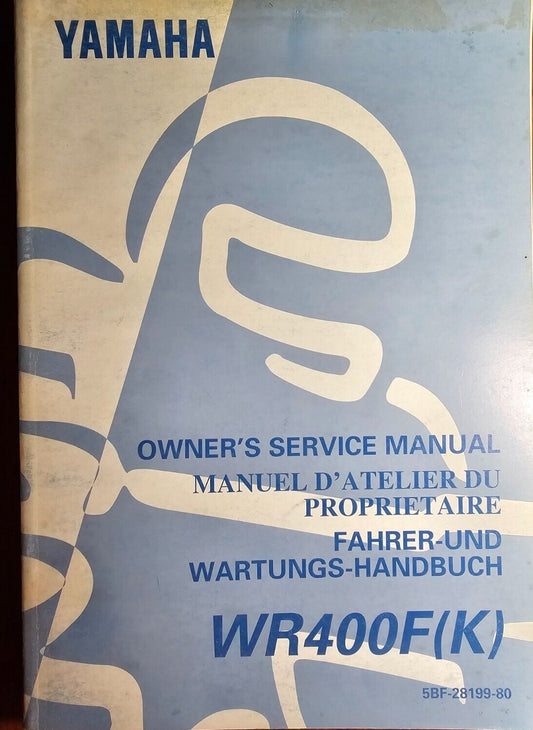 YAMAHA
OWNER'S SERVICE MANUAL
MANUEL D'ATELIER DU
PROPRIETAIRE
FAHRER-UND
WARTUNGS-HANDBUCH
WR400F(K)
5BF-28199-80